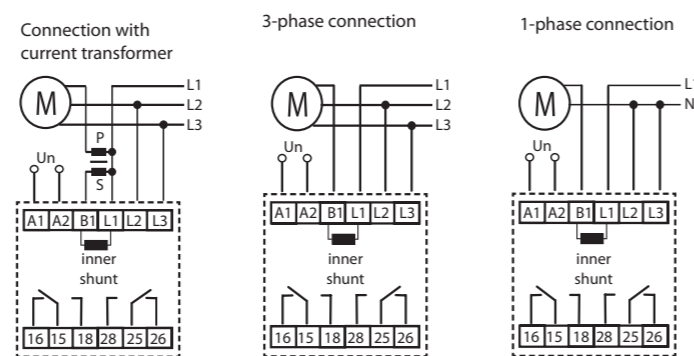 Connection with
current transformer
M
L1
L2
L3
P
S
Un
A1 A2 B1 L1 L2 L3
inner
shunt
16 15 18 28 25 26
3-phase connection
M
L1
L2
L3
Un
A1 A2 B1 L1 L2 L3
inner
shunt
16 15 18 28 25 26
1-phase connection
M
L1
N
Un
A1 A2 B1 L1 L2 L3
inner
shunt
16 15 18 28 25 26